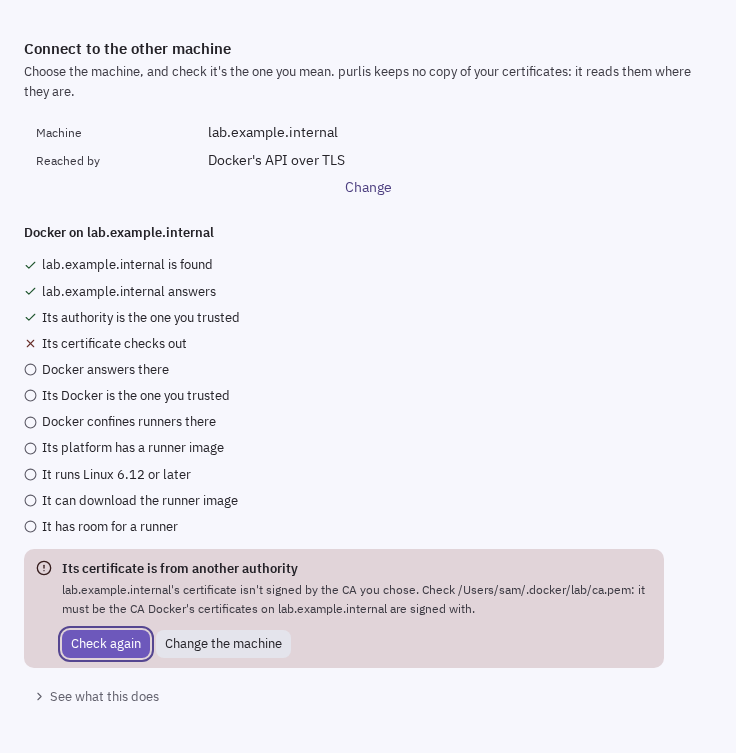 Connect to the other machine
Choose the machine, and check it's the one you mean. purlis keeps no copy of your certificates: it reads them where
they are.
Machine
lab.example.internal
Reached by
Docker's API over TLS
Change
Docker on lab.example.internal
lab.example.internal is found
lab.example.internal answers
Its authority is the one you trusted
Its certificate checks out
Docker answers there
Its Docker is the one you trusted
Docker confines runners there
Its platform has a runner image
It runs Linux 6.12 or later
It can download the runner image
It has room for a runner
Its certificate is from another authority
lab.example.internal's certificate isn't signed by the CA you chose. Check /Users/sam/.docker/lab/ca.pem: it
must be the CA Docker's certificates on lab.example.internal are signed with.
Check again
Change the machine
See what this does